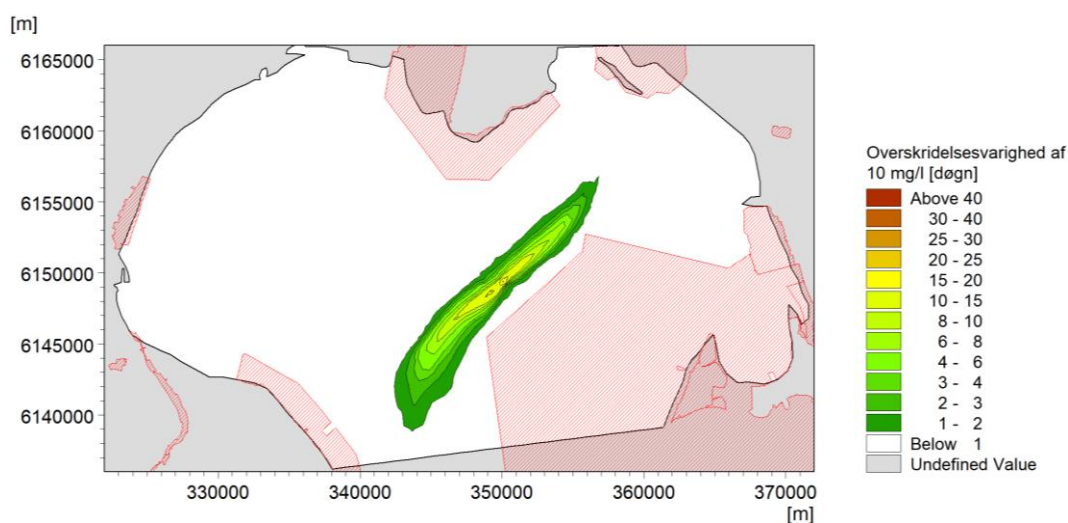 [m]
6165000
6160000
6155000
6150000
6145000
6140000
330000 340000 350000 360000 370000
[m]
Overskridelsesvarighed af
10 mg/l [døgn]
Above 40
30 - 40
25 - 30
20 - 25
15 - 20
10 - 15
8 - 10
6 - 8
4 - 6
3 - 4
2 - 3
1 - 2
Below 1
Undefined Value